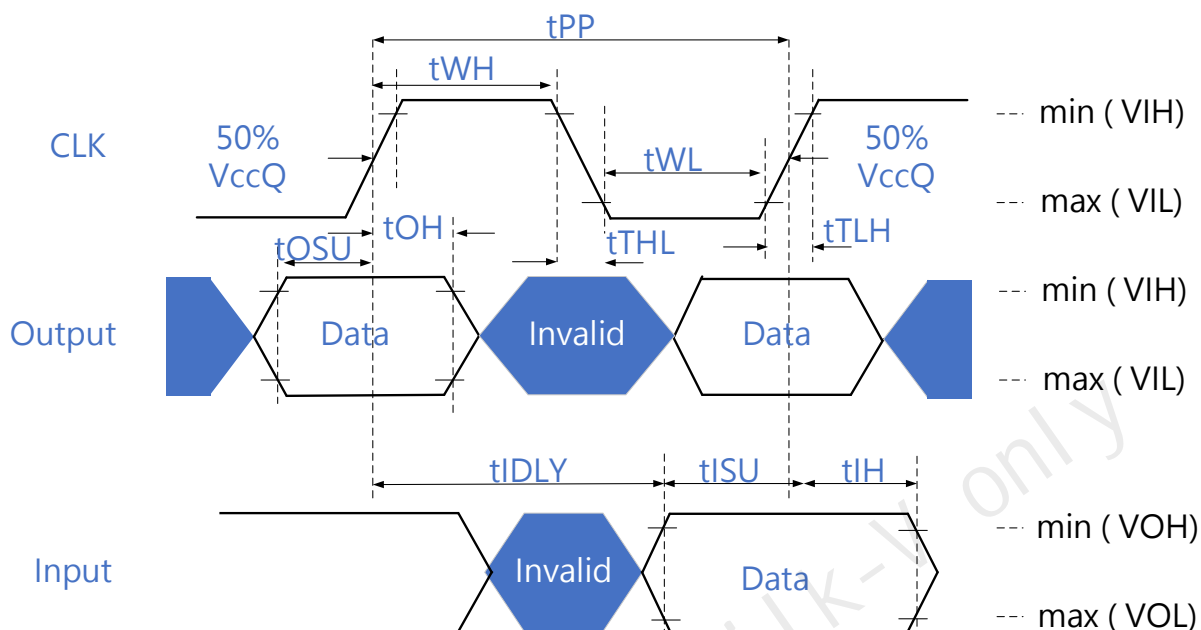 tPP
tWH
min ( VIH)
CLK
50%
VccQ
tWL
50%
VccQ
max ( VIL)
tOH
tTLH
tOSU
tTHL
min ( VIH)
Output
Data
Invalid
Data
max ( VIL)
tIDLY
tISU
tIH
only
min ( VOH)
Input
Invalid
Data
max ( VOL)